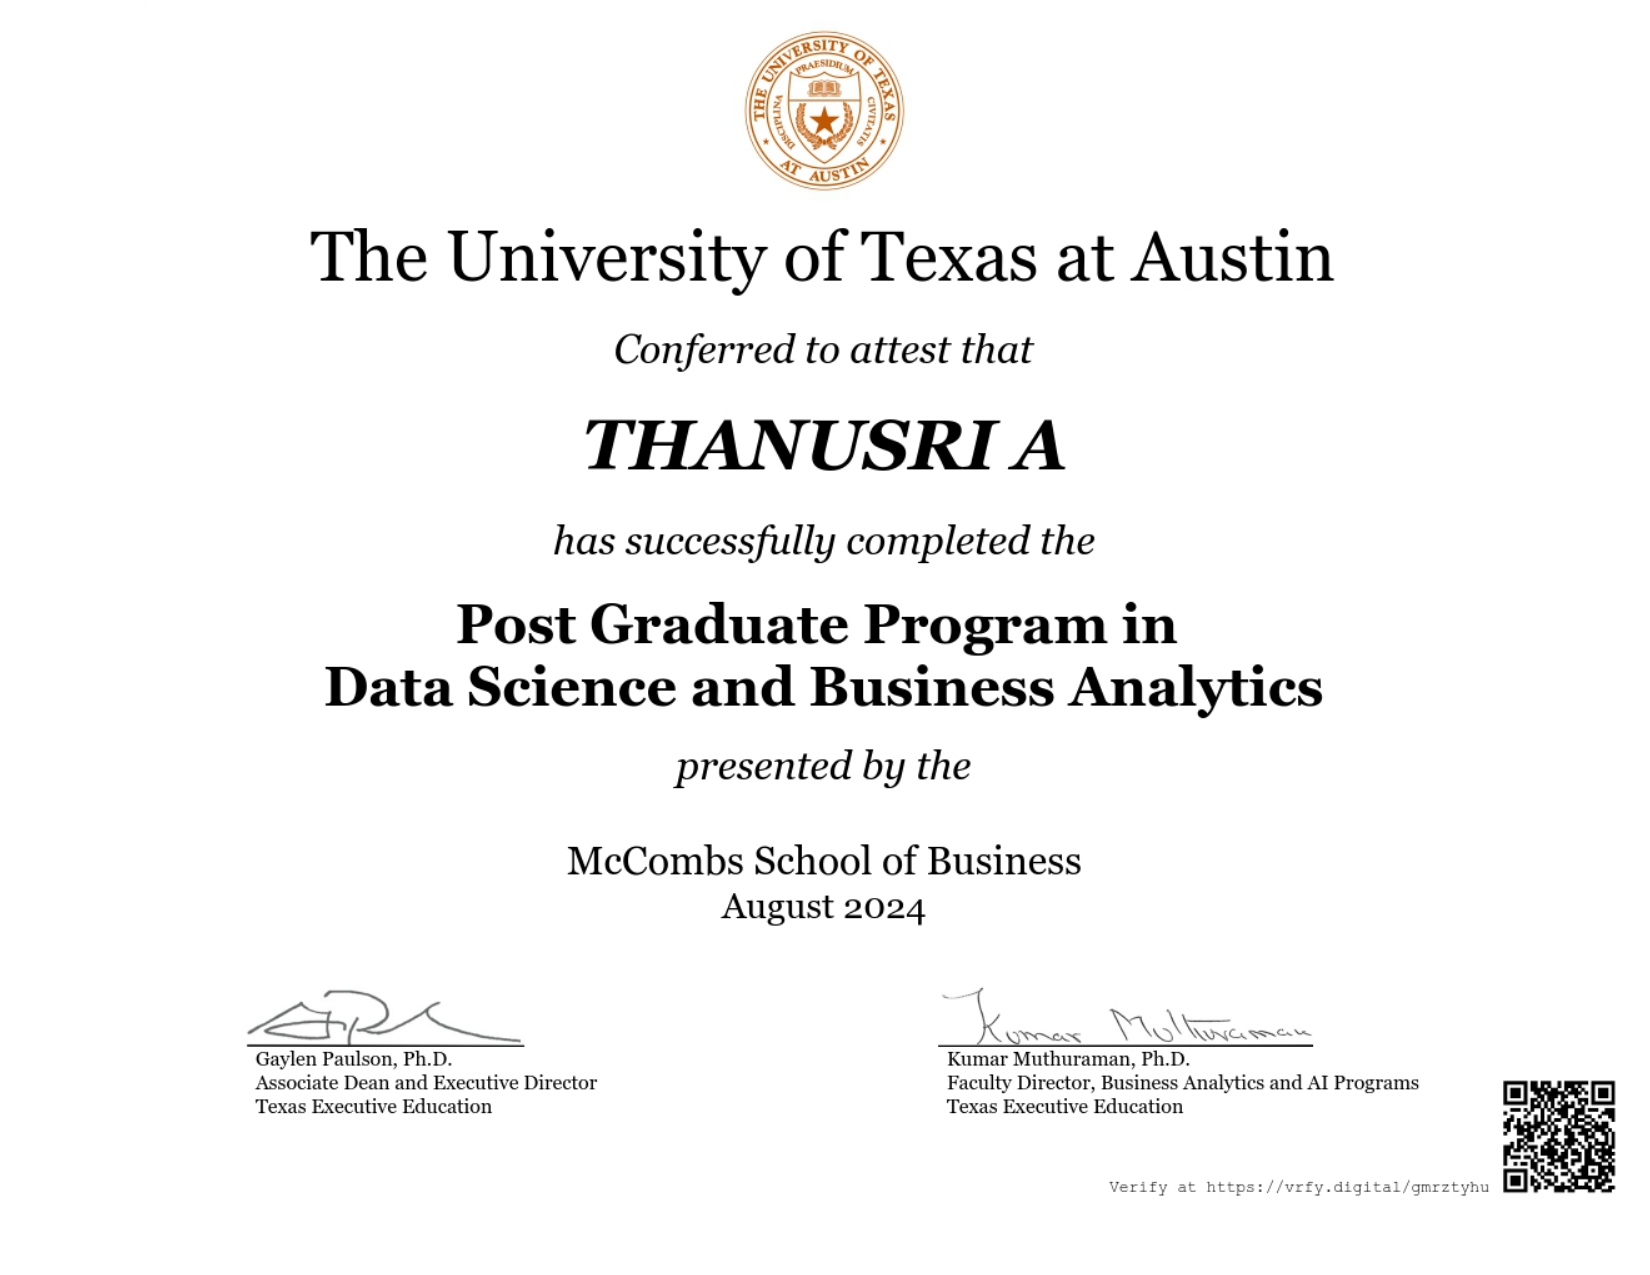 THE UNIVERSITY OF TEXAS
AT AUSTIN
PRAESIDIUM
DISCIPLINA
CIVITATIS
The University of Texas at Austin
Conferred to attest that
THANUSRI A
has successfully completed the
Post Graduate Program in
Data Science and Business Analytics
presented by the
McCombs School of Business
August 2024
Kumar Muthuraman
Gaylen Paulson, Ph.D.
Associate Dean and Executive Director
Texas Executive Education
Kumar Muthuraman, Ph.D.
Faculty Director, Business Analytics and AI Programs
Texas Executive Education
Verify at https://vrfy.digital/gmrztyhu